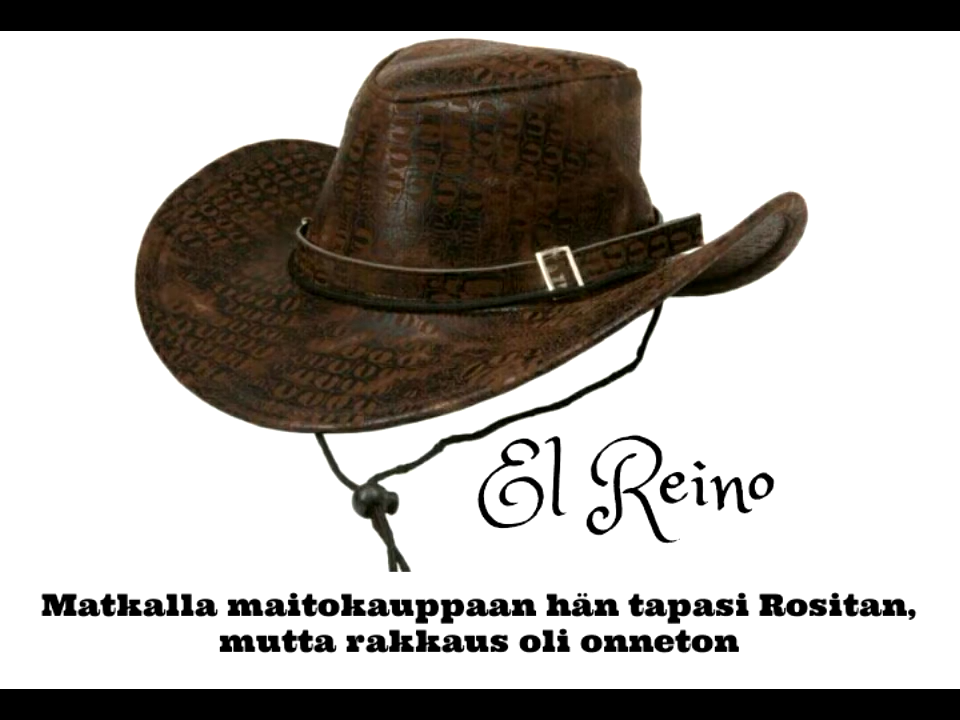 El Reino
Matkalla maitokauppaan hän tapasi Rositan,
mutta rakkaus oli onneton